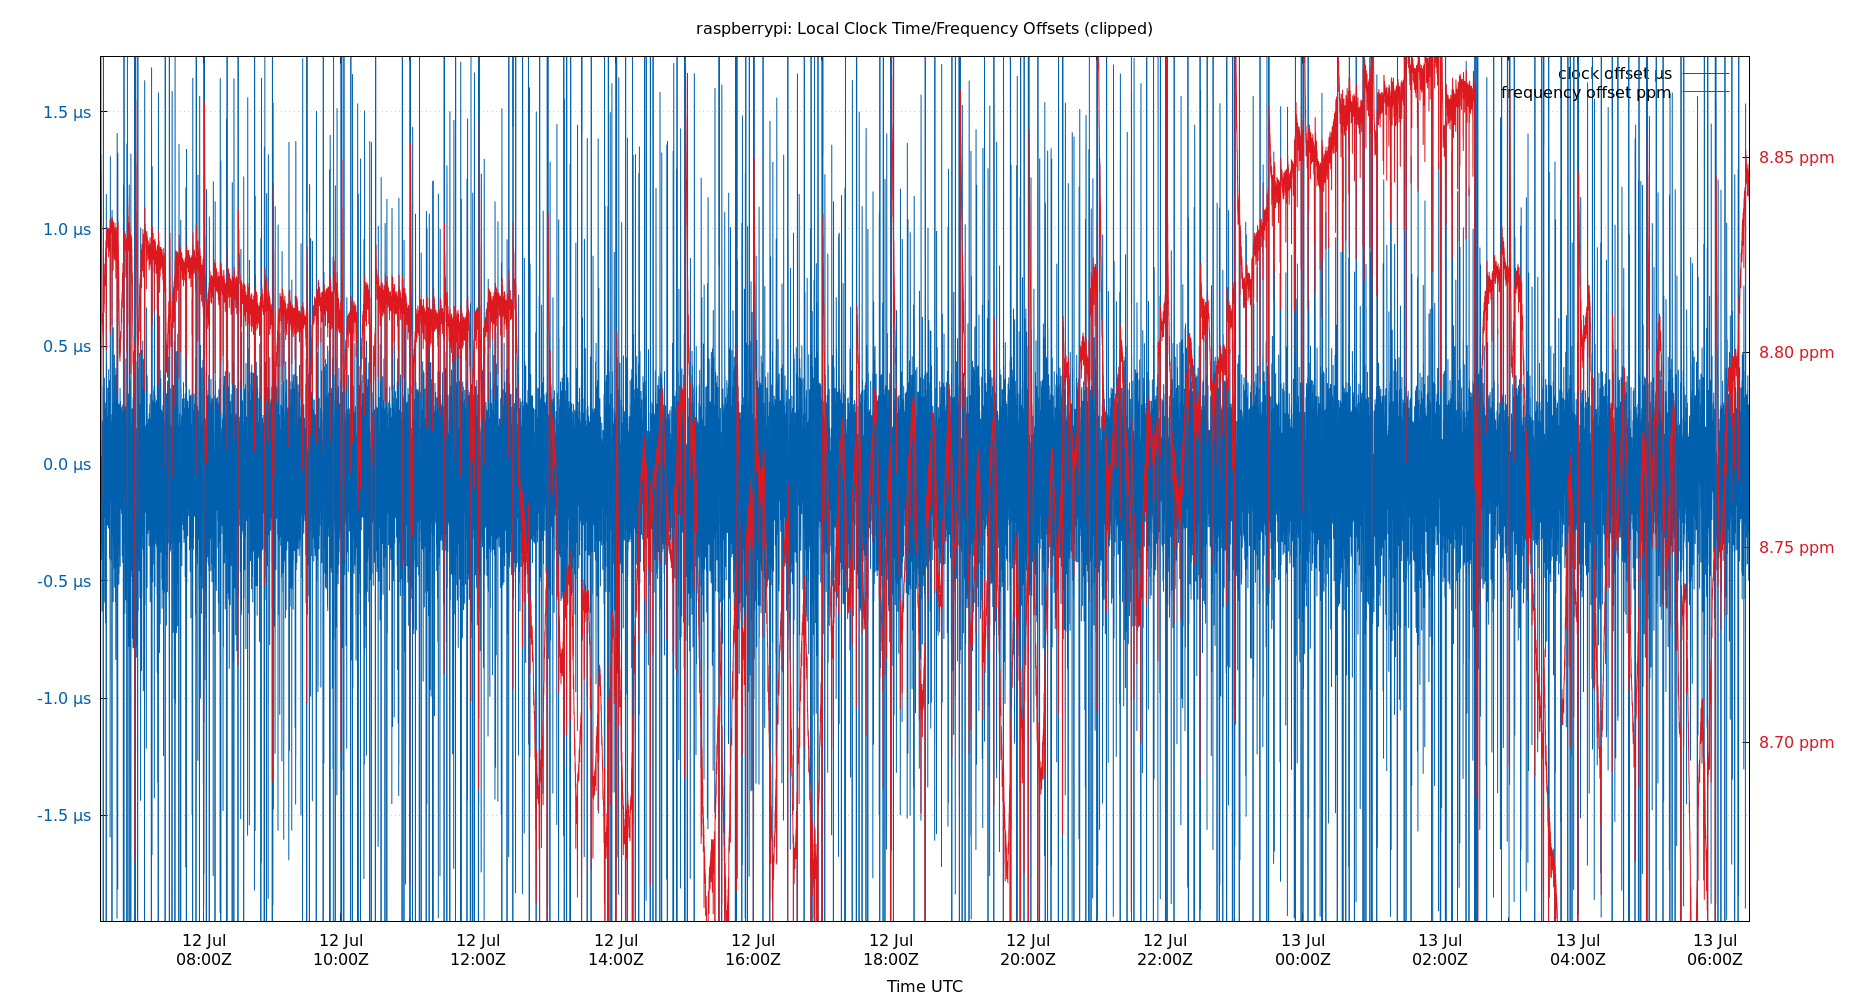 raspberrypi: Local Clock Time/Frequency Offsets (clipped)
clock offset µs
frequency offset ppm
1.5 µs
1.0 µs
0.5 µs
0.0 µs
-0.5 µs
-1.0 µs
-1.5 µs
8.85 ppm
8.80 ppm
8.75 ppm
8.70 ppm
12 Jul 12 Jul 12 Jul 12 Jul 12 Jul 12 Jul 12 Jul 12 Jul 13 Jul 13 Jul 13 Jul 13 Jul
08:00Z 10:00Z 12:00Z 14:00Z 16:00Z 18:00Z 20:00Z 22:00Z 00:00Z 02:00Z 04:00Z 06:00Z
Time UTC